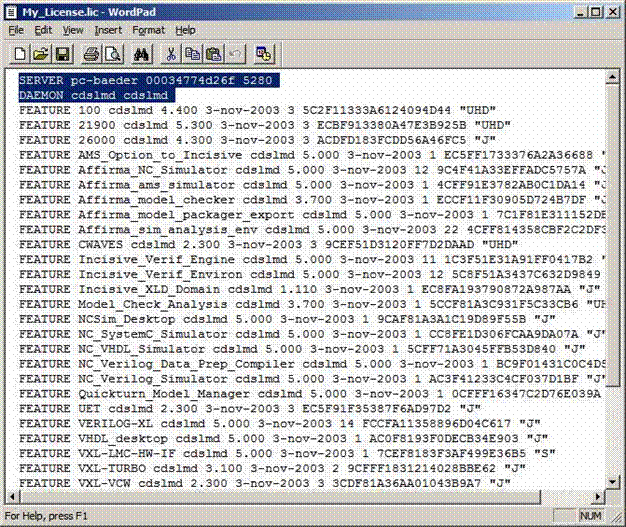 My_License.lic - WordPad
File Edit View Insert Format Help
SERVER pc-baeder 00034774d26f 5280
DAEMON cdslmd cdslmd
FEATURE 100 cdslmd 4.400 3-nov-2003 3 5C2F11333A6124094D44 "UHD"
FEATURE 21900 cdslmd 5.300 3-nov-2003 3 ECBF913380A47E3B925B "UHD"
FEATURE 26000 cdslmd 4.300 3-nov-2003 3 ACDFD183FCDD56A46FC5 "J"
FEATURE AMS_Option_to_Incisive cdslmd 5.000 3-nov-2003 1 EC5FF1733376A2A36688 "
FEATURE Affirma_NC_Simulator cdslmd 5.000 3-nov-2003 12 9C4F41A33EFFADC5757A "J
FEATURE Affirma_ams_simulator cdslmd 5.000 3-nov-2003 1 4CFF91E3782AB0C1DA14 "J
FEATURE Affirma_model_checker cdslmd 3.700 3-nov-2003 1 ECCF11F30905D724B7DF "J
FEATURE Affirma_model_packager_export cdslmd 5.000 3-nov-2003 1 7C1F81E311152DE
FEATURE Affirma_sim_analysis_env cdslmd 5.000 3-nov-2003 22 4CFF814358CBF2C2DF3
FEATURE CWAVES cdslmd 2.300 3-nov-2003 3 9CEF51D3120FF7D2DAAD "UHD"
FEATURE Incisive_Verif_Engine cdslmd 5.000 3-nov-2003 11 1C3F51E31A91FF0417B2 "
FEATURE Incisive_Verif_Environ cdslmd 5.000 3-nov-2003 12 5C8F51A3437C632D9849
FEATURE Incisive_XLD_Domain cdslmd 1.110 3-nov-2003 1 EC8FA193790872A987AA "J"
FEATURE Model_Check_Analysis cdslmd 3.700 3-nov-2003 1 5CCF81A3C931F5C33CB6 "UH
FEATURE NCSim_Desktop cdslmd 5.000 3-nov-2003 1 9CAF81A3A1C19D89F55B "J"
FEATURE NC_SystemC_Simulator cdslmd 5.000 3-nov-2003 1 CC8FE1D306FCAA9DA07A "J"
FEATURE NC_VHDL_Simulator cdslmd 5.000 3-nov-2003 1 5CFF71A3045FFB53D840 "J"
FEATURE NC_Verilog_Data_Prep_Compiler cdslmd 5.000 3-nov-2003 1 BC9F01431C0C4D5
FEATURE NC_Verilog_Simulator cdslmd 5.000 3-nov-2003 1 AC3F41233C4CF037D1BF "J"
FEATURE Quickturn_Model_Manager cdslmd 5.000 3-nov-2003 1 0CFFF16347C2D76E039A
FEATURE UET cdslmd 2.300 3-nov-2003 3 EC5F91F35387F6AD97D2 "J"
FEATURE VERILOG-XL cdslmd 5.000 3-nov-2003 14 FCCFA11358896D04C617 "J"
FEATURE VHDL_desktop cdslmd 5.000 3-nov-2003 1 AC0F8193F0DECB34E903 "J"
FEATURE VXL-LMC-HW-IF cdslmd 5.000 3-nov-2003 1 7CEF8183F3AF499E36B5 "S"
FEATURE VXL-TURBO cdslmd 3.100 3-nov-2003 2 9CFFF1831214028BBE62 "J"
FEATURE VXL-VCW cdslmd 2.300 3-nov-2003 3 3CDF81A36AA01043B9A7 "J"
For Help, press F1 NUM